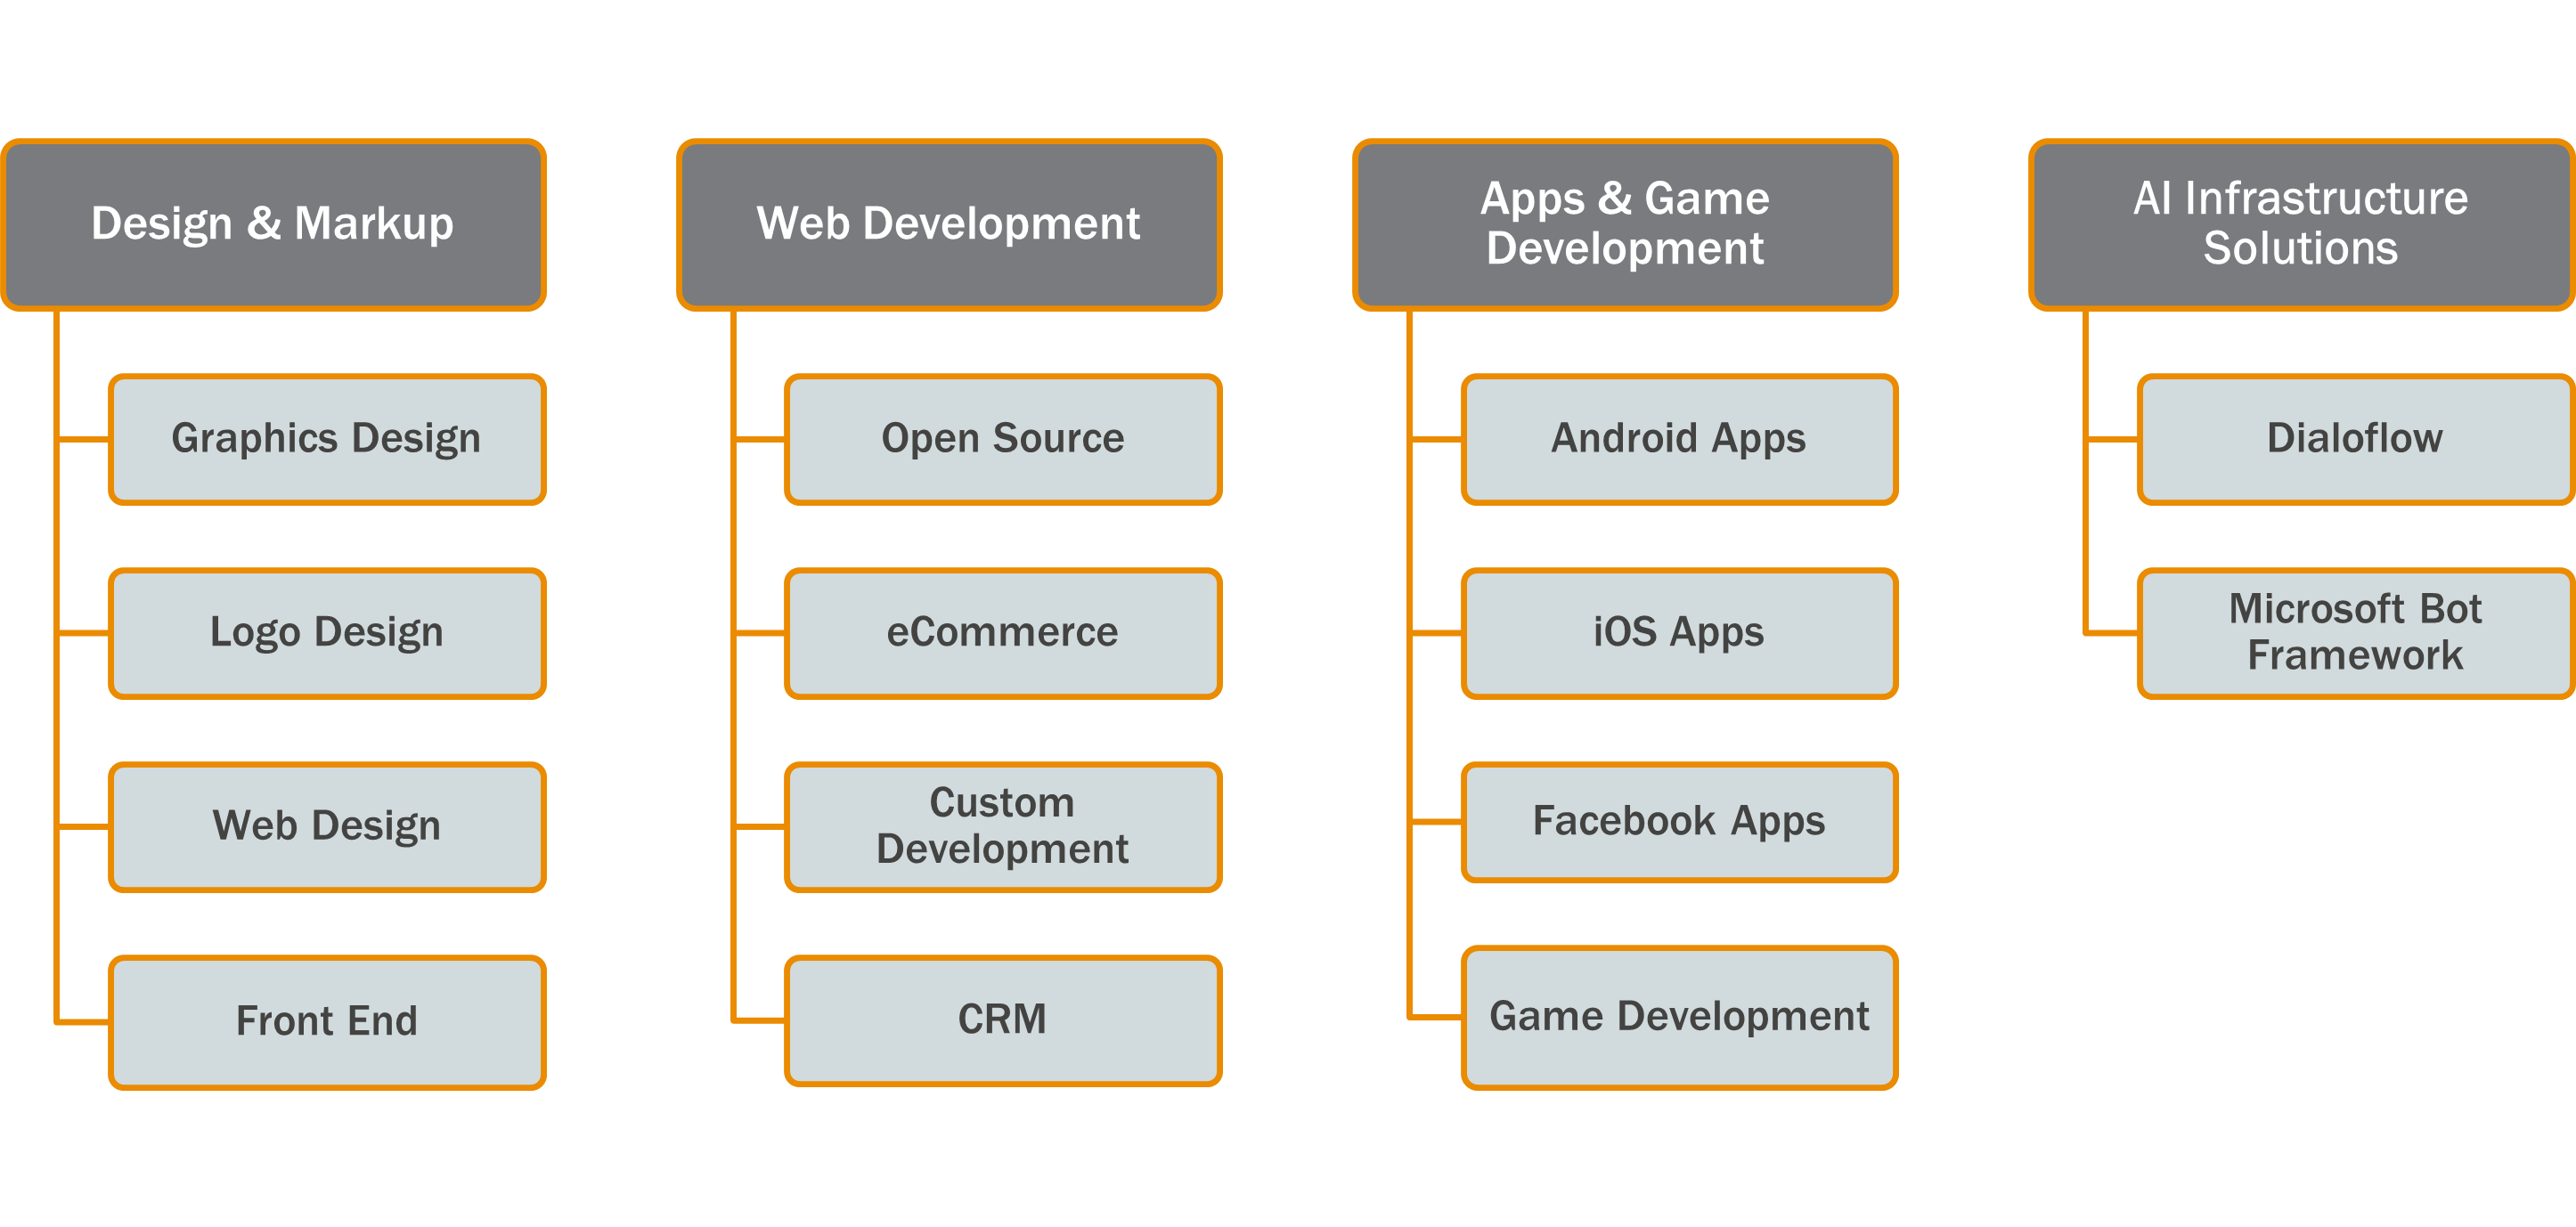 Design & Markup
Graphics Design
Logo Design
Web Design
Front End
Web Development
Open Source
eCommerce
Custom
Development
CRM
Apps & Game
Development
Android Apps
iOS Apps
Facebook Apps
Game Development
AI Infrastructure
Solutions
Dialoflow
Microsoft Bot
Framework